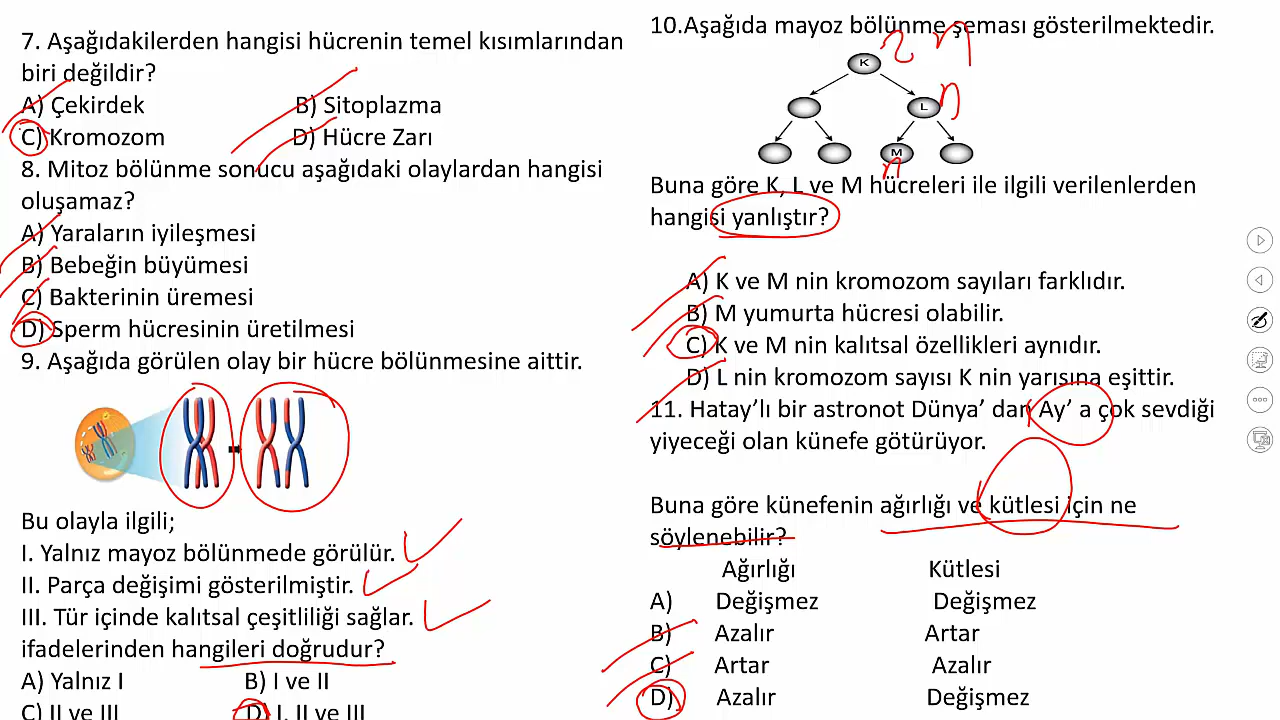 7. Aşağıdakilerden hangisi hücrenin temel kısımlarından
biri değildir?
A) Çekirdek B) Sitoplazma
C) Kromozom D) Hücre Zarı
8. Mitoz bölünme sonucu aşağıdaki olaylardan hangisi
oluşamaz?
A) Yaraların iyileşmesi
B) Bebeğin büyümesi
C) Bakterinin üremesi
D) Sperm hücresinin üretilmesi
9. Aşağıda görülen olay bir hücre bölünmesine aittir.
Bu olayla ilgili;
I. Yalnız mayoz bölünmede görülür.
II. Parça değişimi gösterilmiştir.
III. Tür içinde kalıtsal çeşitliliği sağlar.
ifadelerinden hangileri doğrudur?
A) Yalnız I B) I ve II
C) II ve III D) I, II ve III
10.Aşağıda mayoz bölünme şeması gösterilmektedir.
K 2n
L n
M n
Buna göre K, L ve M hücreleri ile ilgili verilenlerden
hangisi yanlıştır?
A) K ve M nin kromozom sayıları farklıdır.
B) M yumurta hücresi olabilir.
C) K ve M nin kalıtsal özellikleri aynıdır.
D) L nin kromozom sayısı K nin yarısına eşittir.
11. Hatay’lı bir astronot Dünya’ dan Ay’ a çok sevdiği
yiyeceği olan künefe götürüyor.
Buna göre künefenin ağırlığı ve kütlesi için ne
söylenebilir?
Ağırlığı Kütlesi
A) Değişmez Değişmez
B) Azalır Artar
C) Artar Azalır
D) Azalır Değişmez